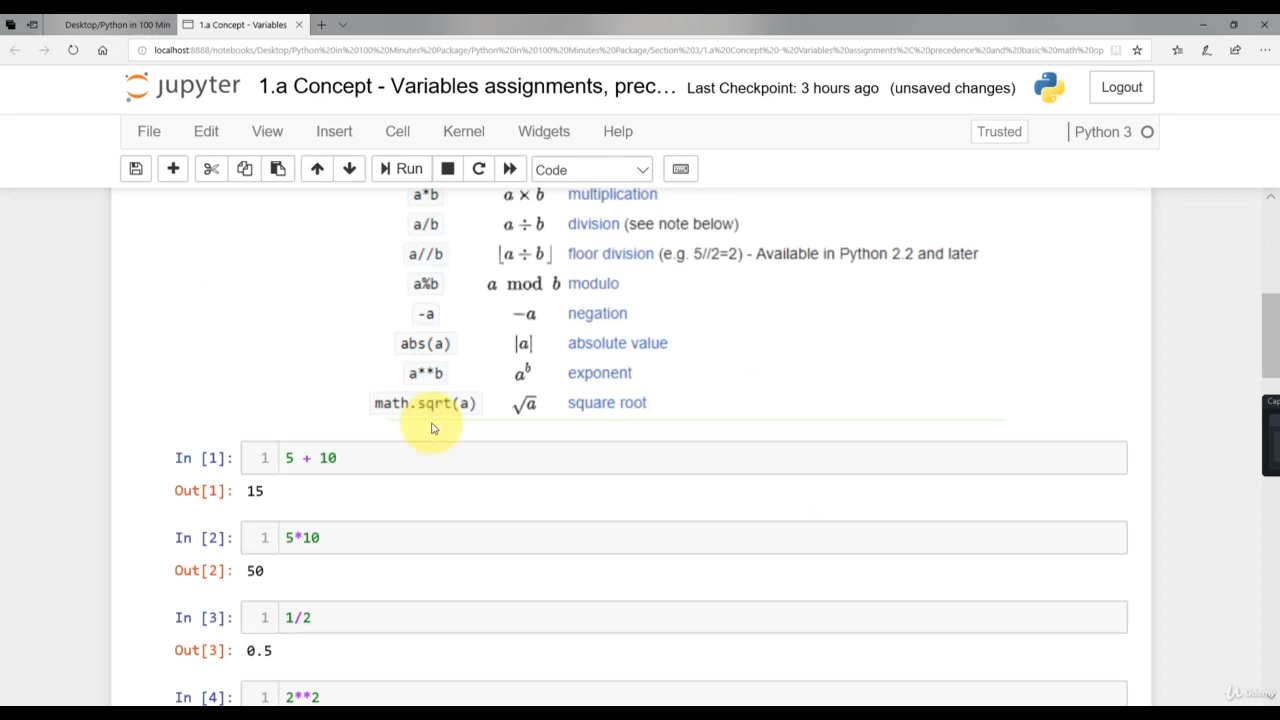 Desktop/Python in 100 Min
1.a Concept - Variables
localhost:8888/notebooks/Desktop/Python%20in%20100%20Minutes%20Package/Python%20in%20100%20Minutes%20Package/Section%203/1.a%20Concept%20-%20Variables%20assignments%2C%20precedence%20and%20basic%20math%20op
jupyter 1.a Concept - Variables assignments, prec... Last Checkpoint: 3 hours ago (unsaved changes) Logout
File Edit View Insert Cell Kernel Widgets Help Trusted Python 3
Run Code
a*b a × b multiplication
a/b a ÷ b division (see note below)
a//b ⌊a ÷ b⌋ floor division (e.g. 5//2=2) - Available in Python 2.2 and later
a%b a mod b modulo
-a −a negation
abs(a) |a| absolute value
a**b a^b exponent
math.sqrt(a) √a square root
In [1]: 1 5 + 10
Out[1]: 15
In [2]: 1 5*10
Out[2]: 50
In [3]: 1 1/2
Out[3]: 0.5
In [4]: 1 2**2
Udemy